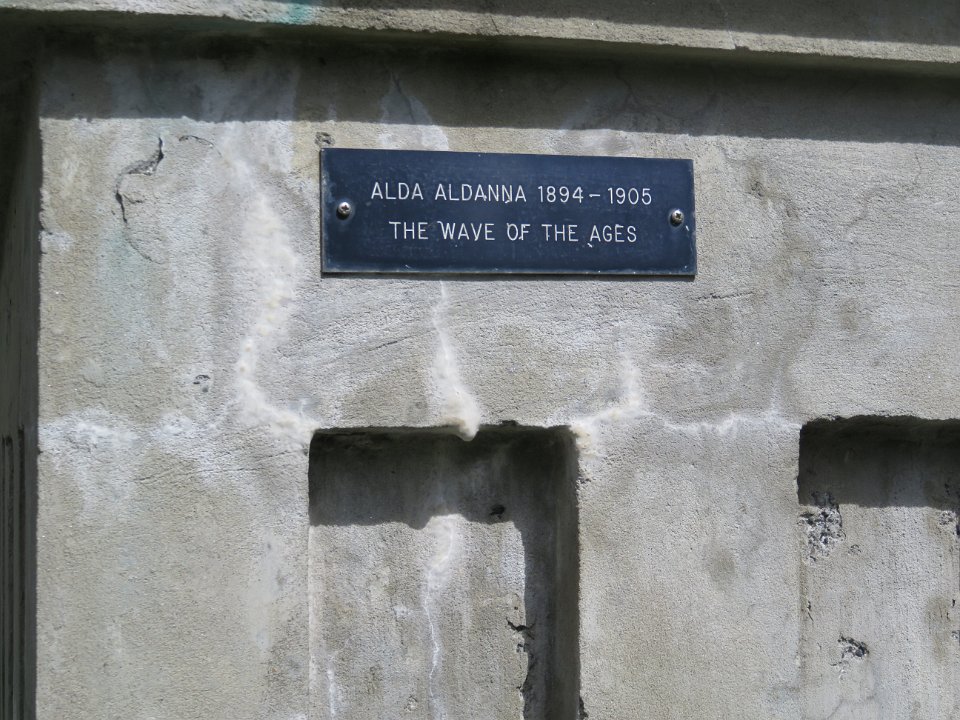 ALDA ALDANNA 1894-1905
THE WAVE OF THE AGES